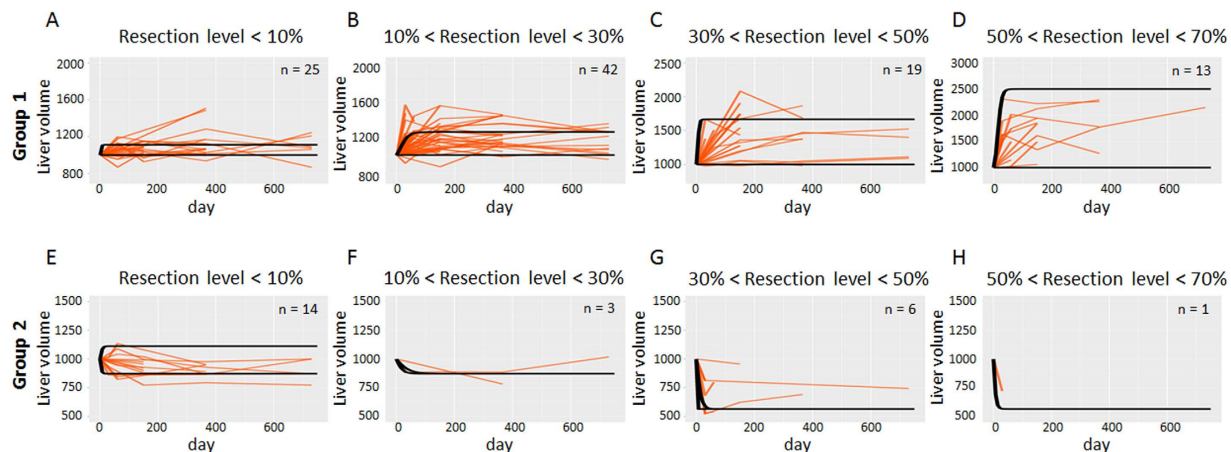 A
Resection level < 10%
B
10% < Resection level < 30%
C
30% < Resection level < 50%
D
50% < Resection level < 70%
Group 1
Liver volume
2000
1600
1200
800
n = 25
0
200
400
600
day
Liver volume
2000
1600
1200
800
n = 42
0
200
400
600
day
Liver volume
2500
2000
1500
1000
n = 19
0
200
400
600
day
Liver volume
3000
2500
2000
1500
1000
n = 13
0
200
400
600
day
E
Resection level < 10%
F
10% < Resection level < 30%
G
30% < Resection level < 50%
H
50% < Resection level < 70%
Group 2
Liver volume
1500
1250
1000
750
500
n = 14
0
200
400
600
day
Liver volume
1500
1250
1000
750
500
n = 3
0
200
400
600
day
Liver volume
1500
1250
1000
750
500
n = 6
0
200
400
600
day
Liver volume
1500
1250
1000
750
500
n = 1
0
200
400
600
day